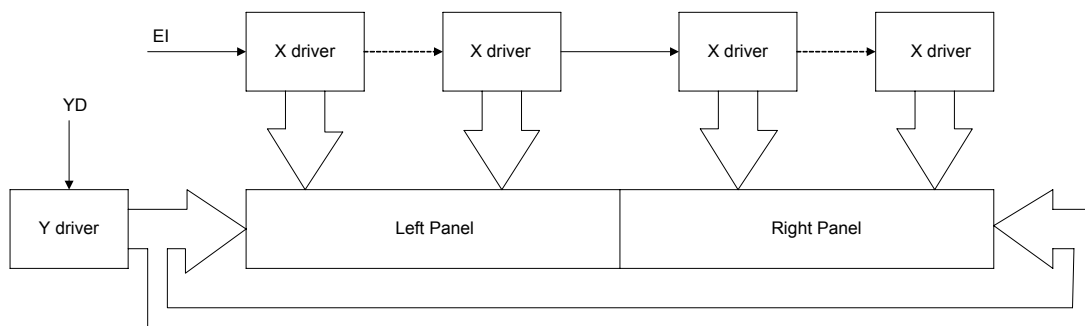 EI
X driver
X driver
X driver
X driver
YD
Y driver
Left Panel
Right Panel